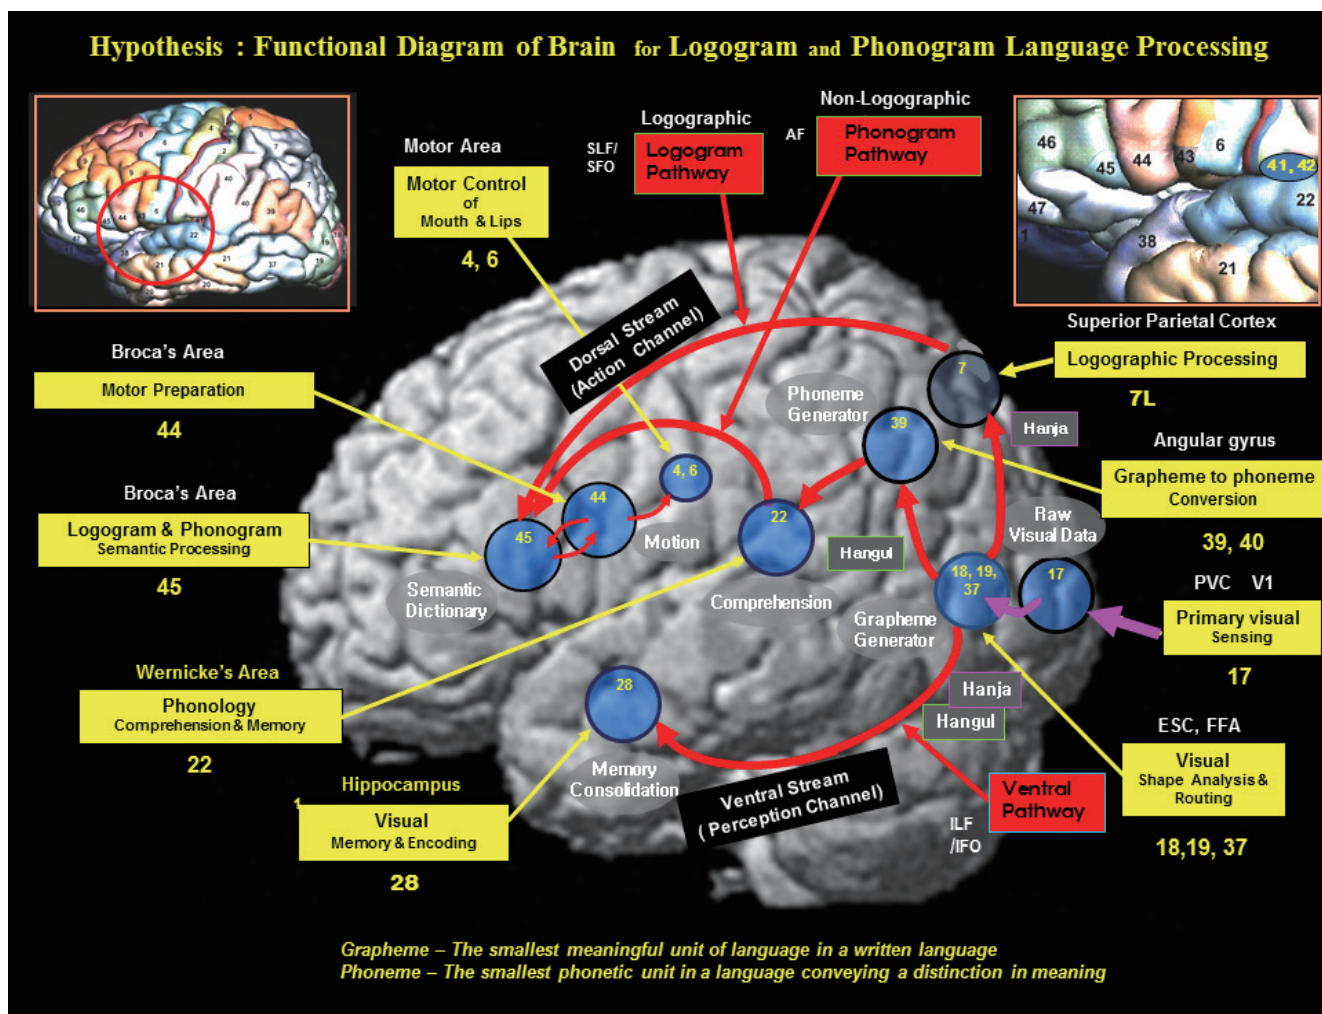 Hypothesis : Functional Diagram of Brain for Logogram and Phonogram Language Processing
Motor Area
Motor Control
of
Mouth & Lips
4, 6
SLF/
SFO
Logographic
Logogram
Pathway
AF
Non-Logographic
Phonogram
Pathway
46
45
44
43
6
41, 42
22
47
38
21
Superior Parietal Cortex
Logographic Processing
7L
Angular gyrus
Grapheme to phoneme
Conversion
39, 40
PVC V1
Primary visual
Sensing
17
ESC, FFA
Visual
Shape Analysis &
Routing
18,19, 37
Broca's Area
Motor Preparation
44
Broca's Area
Logogram & Phonogram
Semantic Processing
45
Wernicke's Area
Phonology
Comprehension & Memory
22
Hippocampus
1
Visual
Memory & Encoding
28
Dorsal Stream
(Action Channel)
Phoneme
Generator
7
39
Hanja
4, 6
44
45
22
Motion
Semantic
Dictionary
Comprehension
Hangul
Raw
Visual Data
18, 19,
37
17
Grapheme
Generator
28
Memory
Consolidation
Hanja
Hangul
Ventral Stream
( Perception Channel)
ILF
/IFO
Ventral
Pathway
Grapheme – The smallest meaningful unit of language in a written language
Phoneme – The smallest phonetic unit in a language conveying a distinction in meaning